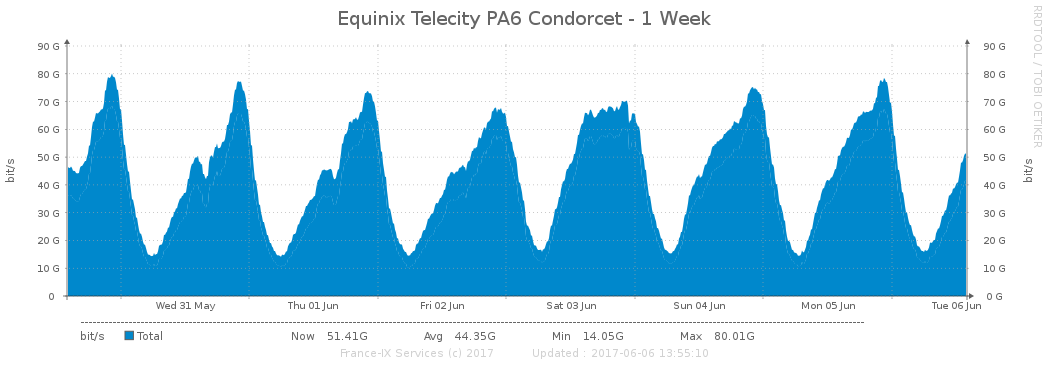 Equinix Telecity PA6 Condorcet - 1 Week
RRDTOOL / TOBI OETIKER
90 G 90 G
80 G 80 G
70 G 70 G
60 G 60 G
50 G 50 G
40 G 40 G
30 G 30 G
20 G 20 G
10 G 10 G
0 0 G
bit/s
bit/s
Wed 31 May Thu 01 Jun Fri 02 Jun Sat 03 Jun Sun 04 Jun Mon 05 Jun Tue 06 Jun
bit/s Total Now 51.41G Avg 44.35G Min 14.05G Max 80.01G
France-IX Services (c) 2017 Updated : 2017-06-06 13:55:10